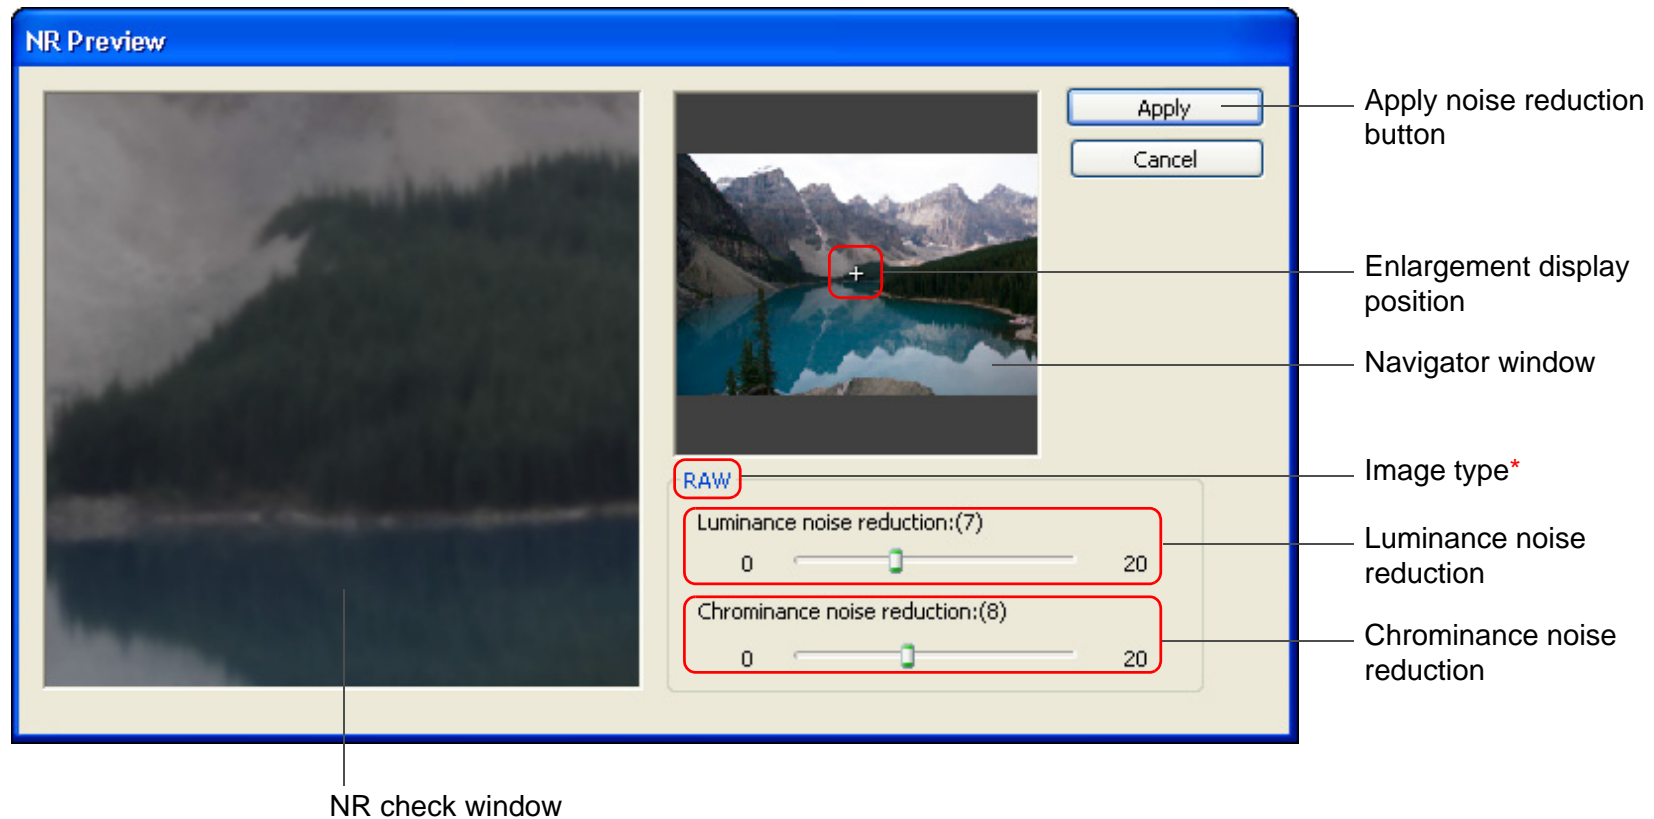 NR Preview
Apply
Cancel
RAW
Luminance noise reduction:(7)
0 20
Chrominance noise reduction:(8)
0 20
Apply noise reduction
button
Enlargement display
position
Navigator window
Image type*
Luminance noise
reduction
Chrominance noise
reduction
NR check window